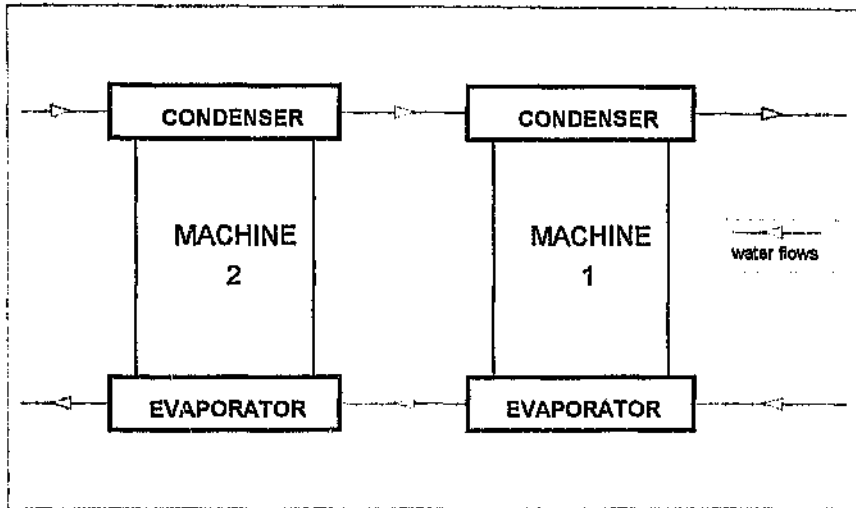 CONDENSER
CONDENSER
MACHINE
2
MACHINE
1
water flows
EVAPORATOR
EVAPORATOR